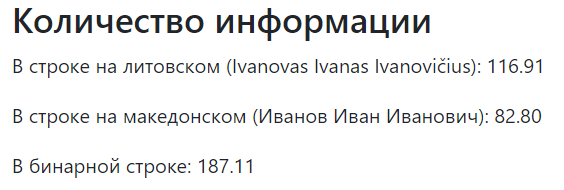 Количество информации
В строке на литовском (Ivanovas Ivanas Ivanovičius): 116.91
В строке на македонском (Иванов Иван Иванович): 82.80
В бинарной строке: 187.11